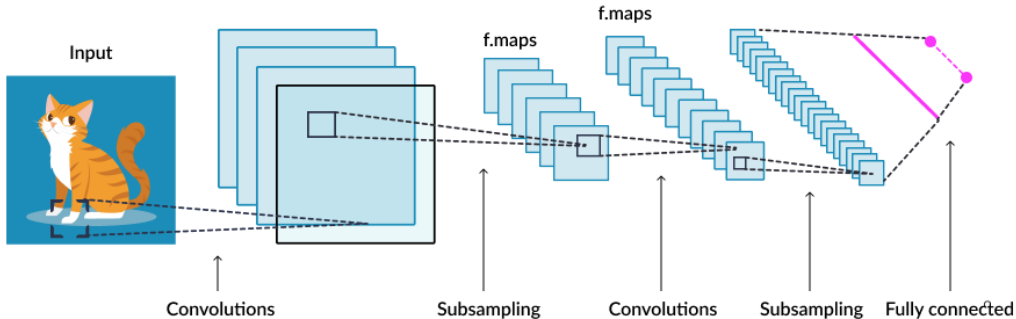 f.maps
f.maps
Input
Convolutions
Subsampling
Convolutions
Subsampling
Fully connected